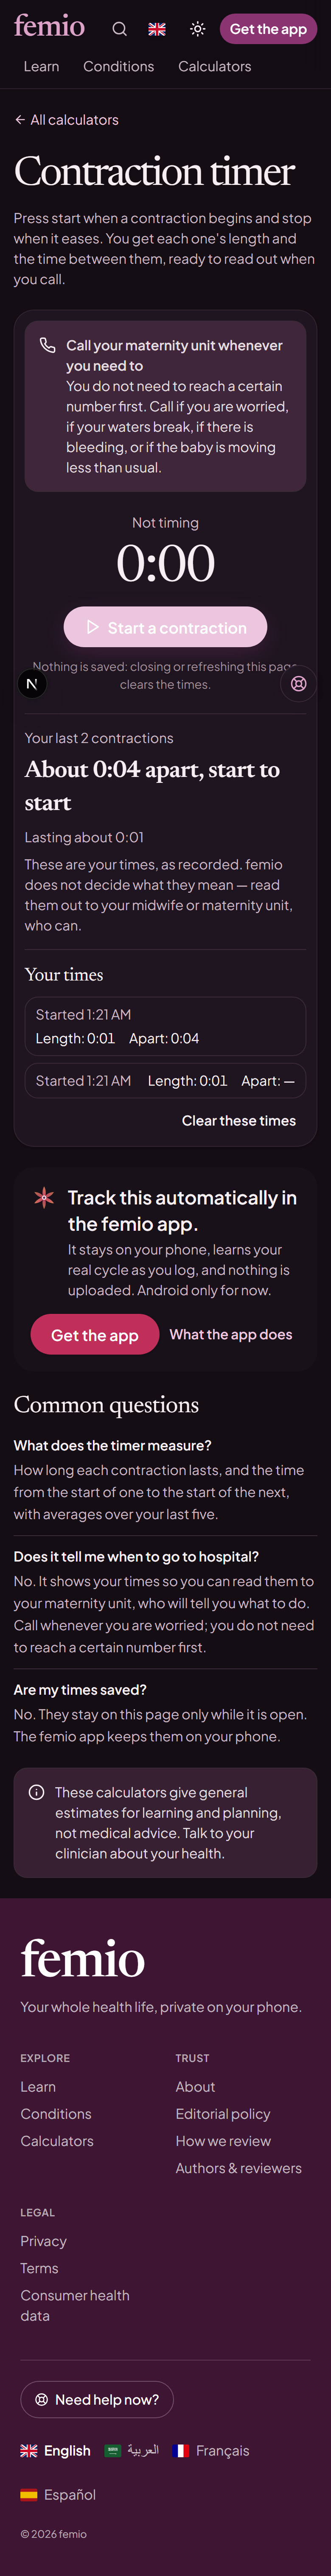 femio
Get the app
Learn
Conditions
Calculators
← All calculators
Contraction timer
Press start when a contraction begins and stop
when it eases. You get each one's length and
the time between them, ready to read out when
you call.
Call your maternity unit whenever
you need to
You do not need to reach a certain
number first. Call if you are worried,
if your waters break, if there is
bleeding, or if the baby is moving
less than usual.
Not timing
0:00
Start a contraction
Nothing is saved: closing or refreshing this page
clears the times.
N
Your last 2 contractions
About 0:04 apart, start to
start
Lasting about 0:01
These are your times, as recorded. femio
does not decide what they mean — read
them out to your midwife or maternity unit,
who can.
Your times
Started 1:21 AM
Length: 0:01 Apart: 0:04
Started 1:21 AM Length: 0:01 Apart: —
Clear these times
Track this automatically in
the femio app.
It stays on your phone, learns your
real cycle as you log, and nothing is
uploaded. Android only for now.
Get the app
What the app does
Common questions
What does the timer measure?
How long each contraction lasts, and the time
from the start of one to the start of the next,
with averages over your last five.
Does it tell me when to go to hospital?
No. It shows your times so you can read them to
your maternity unit, who will tell you what to do.
Call whenever you are worried; you do not need
to reach a certain number first.
Are my times saved?
No. They stay on this page only while it is open.
The femio app keeps them on your phone.
These calculators give general
estimates for learning and planning,
not medical advice. Talk to your
clinician about your health.
femio
Your whole health life, private on your phone.
EXPLORE
Learn
Conditions
Calculators
TRUST
About
Editorial policy
How we review
Authors & reviewers
LEGAL
Privacy
Terms
Consumer health
data
Need help now?
English
العربية
Français
Español
© 2026 femio